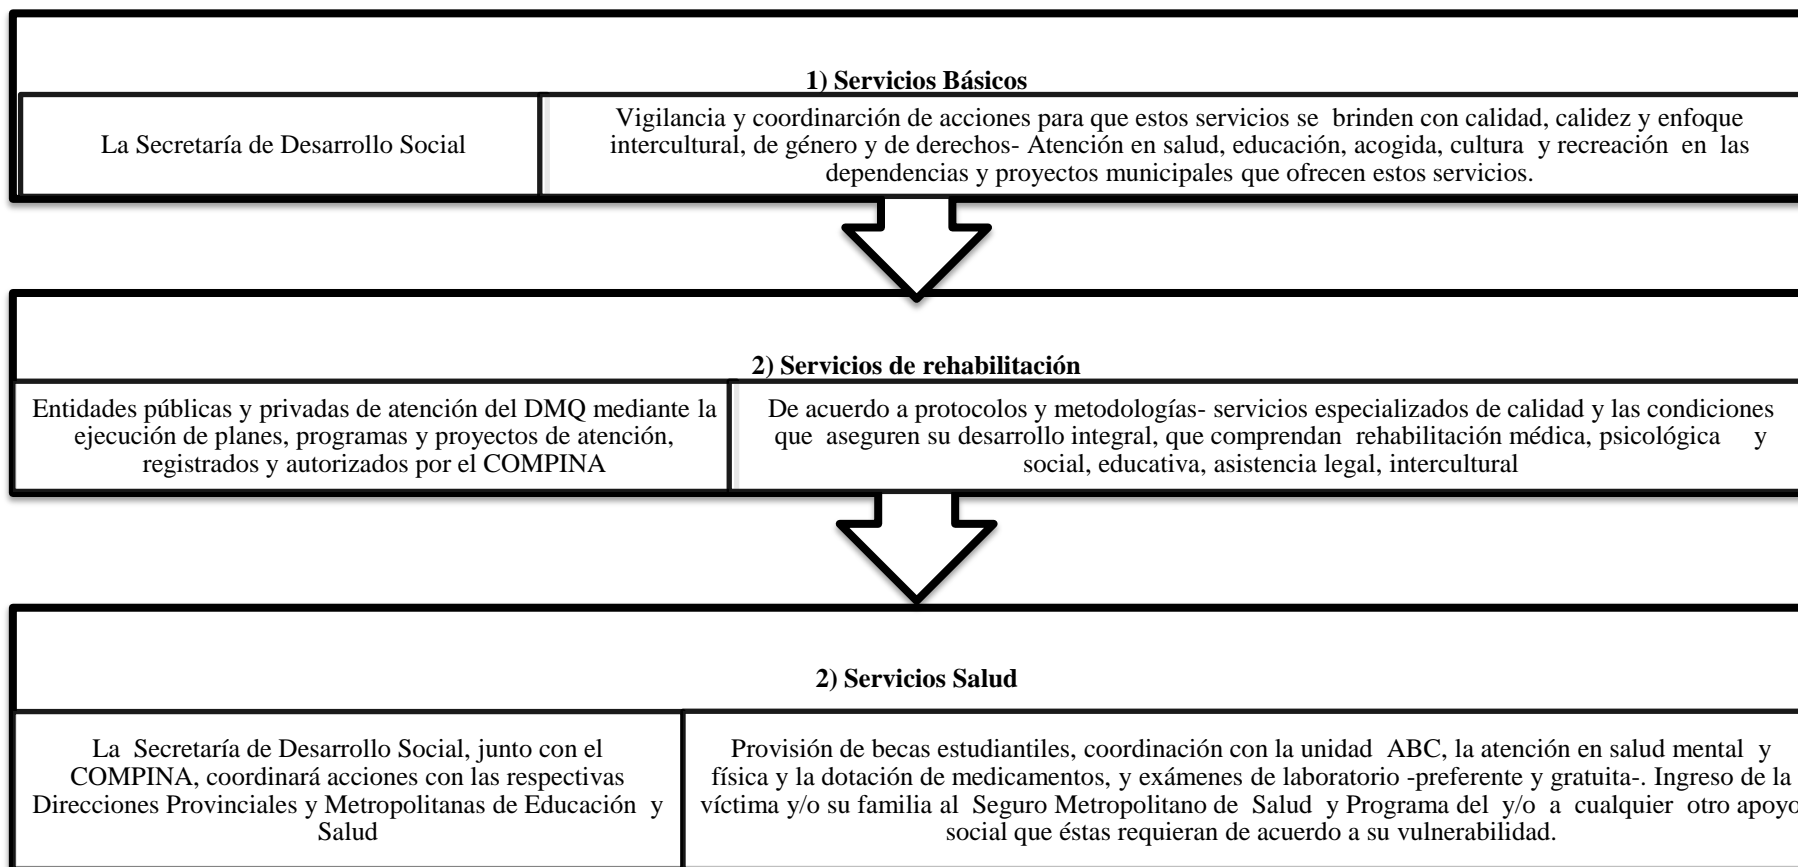 1) Servicios Básicos
La Secretaría de Desarrollo Social
Vigilancia y coordinarción de acciones para que estos servicios se brinden con calidad, calidez y enfoque
intercultural, de género y de derechos- Atención en salud, educación, acogida, cultura y recreación en las
dependencias y proyectos municipales que ofrecen estos servicios.
2) Servicios de rehabilitación
Entidades públicas y privadas de atención del DMQ mediante la
ejecución de planes, programas y proyectos de atención,
registrados y autorizados por el COMPINA
De acuerdo a protocolos y metodologías- servicios especializados de calidad y las condiciones
que aseguren su desarrollo integral, que comprendan rehabilitación médica, psicológica y
social, educativa, asistencia legal, intercultural
2) Servicios Salud
La Secretaría de Desarrollo Social, junto con el
COMPINA, coordinará acciones con las respectivas
Direcciones Provinciales y Metropolitanas de Educación y
Salud
Provisión de becas estudiantiles, coordinación con la unidad ABC, la atención en salud mental y
física y la dotación de medicamentos, y exámenes de laboratorio -preferente y gratuita-. Ingreso de la
víctima y/o su familia al Seguro Metropolitano de Salud y Programa del y/o a cualquier otro apoyo
social que éstas requieran de acuerdo a su vulnerabilidad.